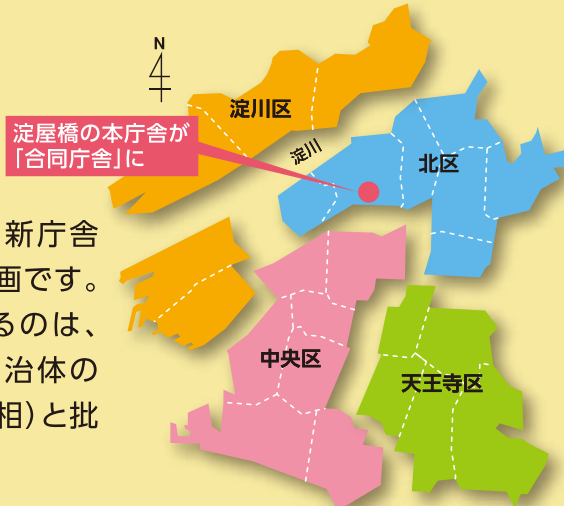 N
淀川区
淀屋橋の本庁舎が
「合同庁舎」に
淀川
北区
新庁舎
画です。
るのは、
治体の
相）と批
中央区
天王寺区